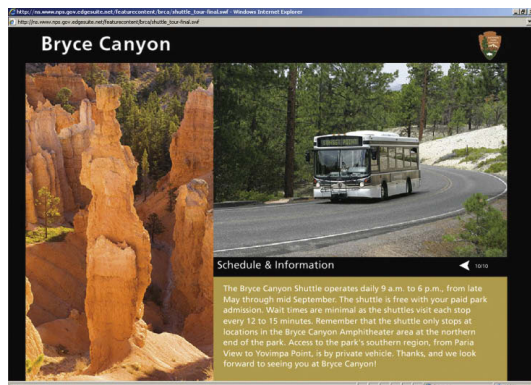 http://ns.www.nps.gov.edgesuite.net/featurecontent/brca/shuttle_tour-final.swf - Windows Internet Explorer
http://ns.www.nps.gov.edgesuite.net/featurecontent/brca/shuttle_tour-final.swf
Bryce Canyon
Schedule & Information
10/10
The Bryce Canyon Shuttle operates daily 9 a.m. to 6 p.m., from late
May through mid September. The shuttle is free with your paid park
admission. Wait times are minimal as the shuttles visit each stop
every 12 to 15 minutes. Remember that the shuttle only stops at
locations in the Bryce Canyon Amphitheater area at the northern
end of the park. Access to the park's southern region, from Paria
View to Yovimpa Point, is by private vehicle. Thanks, and we look
forward to seeing you at Bryce Canyon!